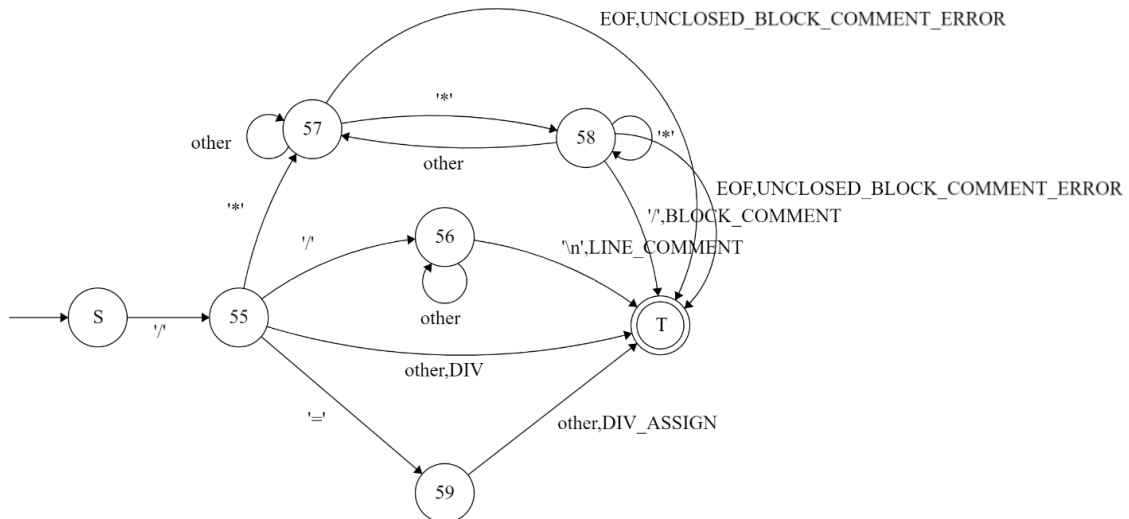 EOF,UNCLOSED_BLOCK_COMMENT_ERROR
'*'
57
58
'*'
other
other
EOF,UNCLOSED_BLOCK_COMMENT_ERROR
'*'
'/',BLOCK_COMMENT
'/'
56
'\n',LINE_COMMENT
other
S
'/'
55
T
other,DIV
'='
other,DIV_ASSIGN
59